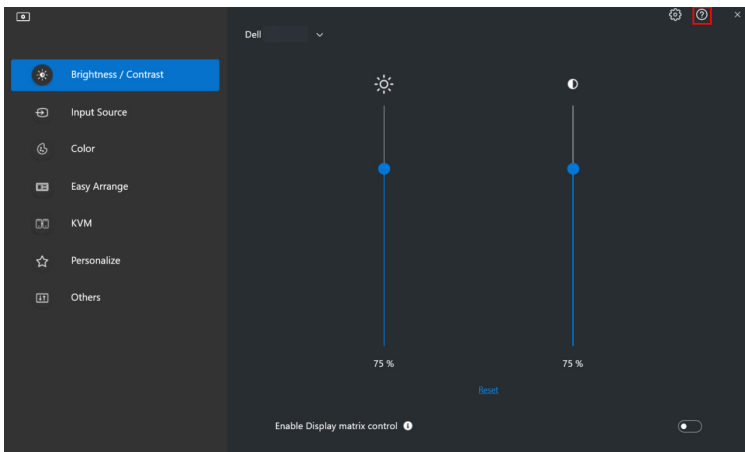 Dell
Brightness / Contrast
Input Source
Color
Easy Arrange
KVM
Personalize
Others
75 %
75 %
Reset
Enable Display matrix control